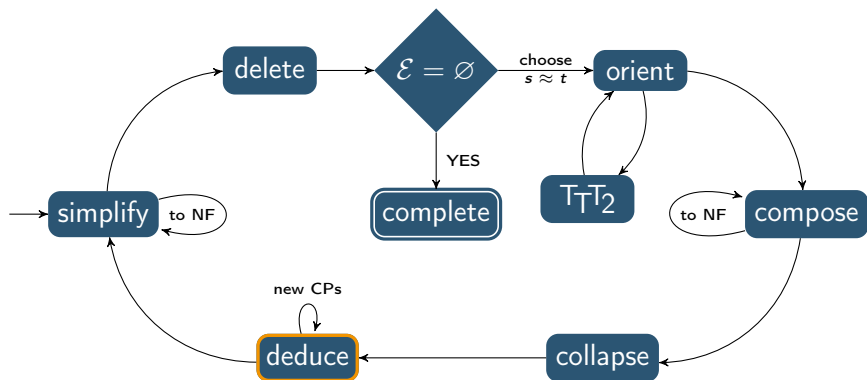 delete
ℰ = ∅
choose
s ≈ t
orient
YES
simplify
to NF
complete
TTT2
to NF
compose
new CPs
deduce
collapse